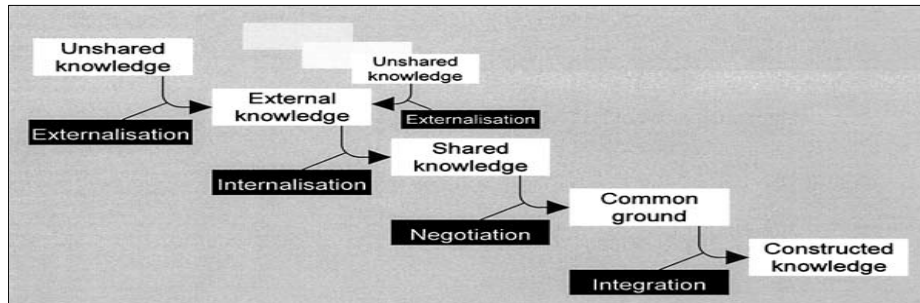 Unshared
knowledge
Unshared
knowledge
External
knowledge
Externalisation
Externalisation
Shared
knowledge
Internalisation
Common
ground
Negotiation
Constructed
knowledge
Integration